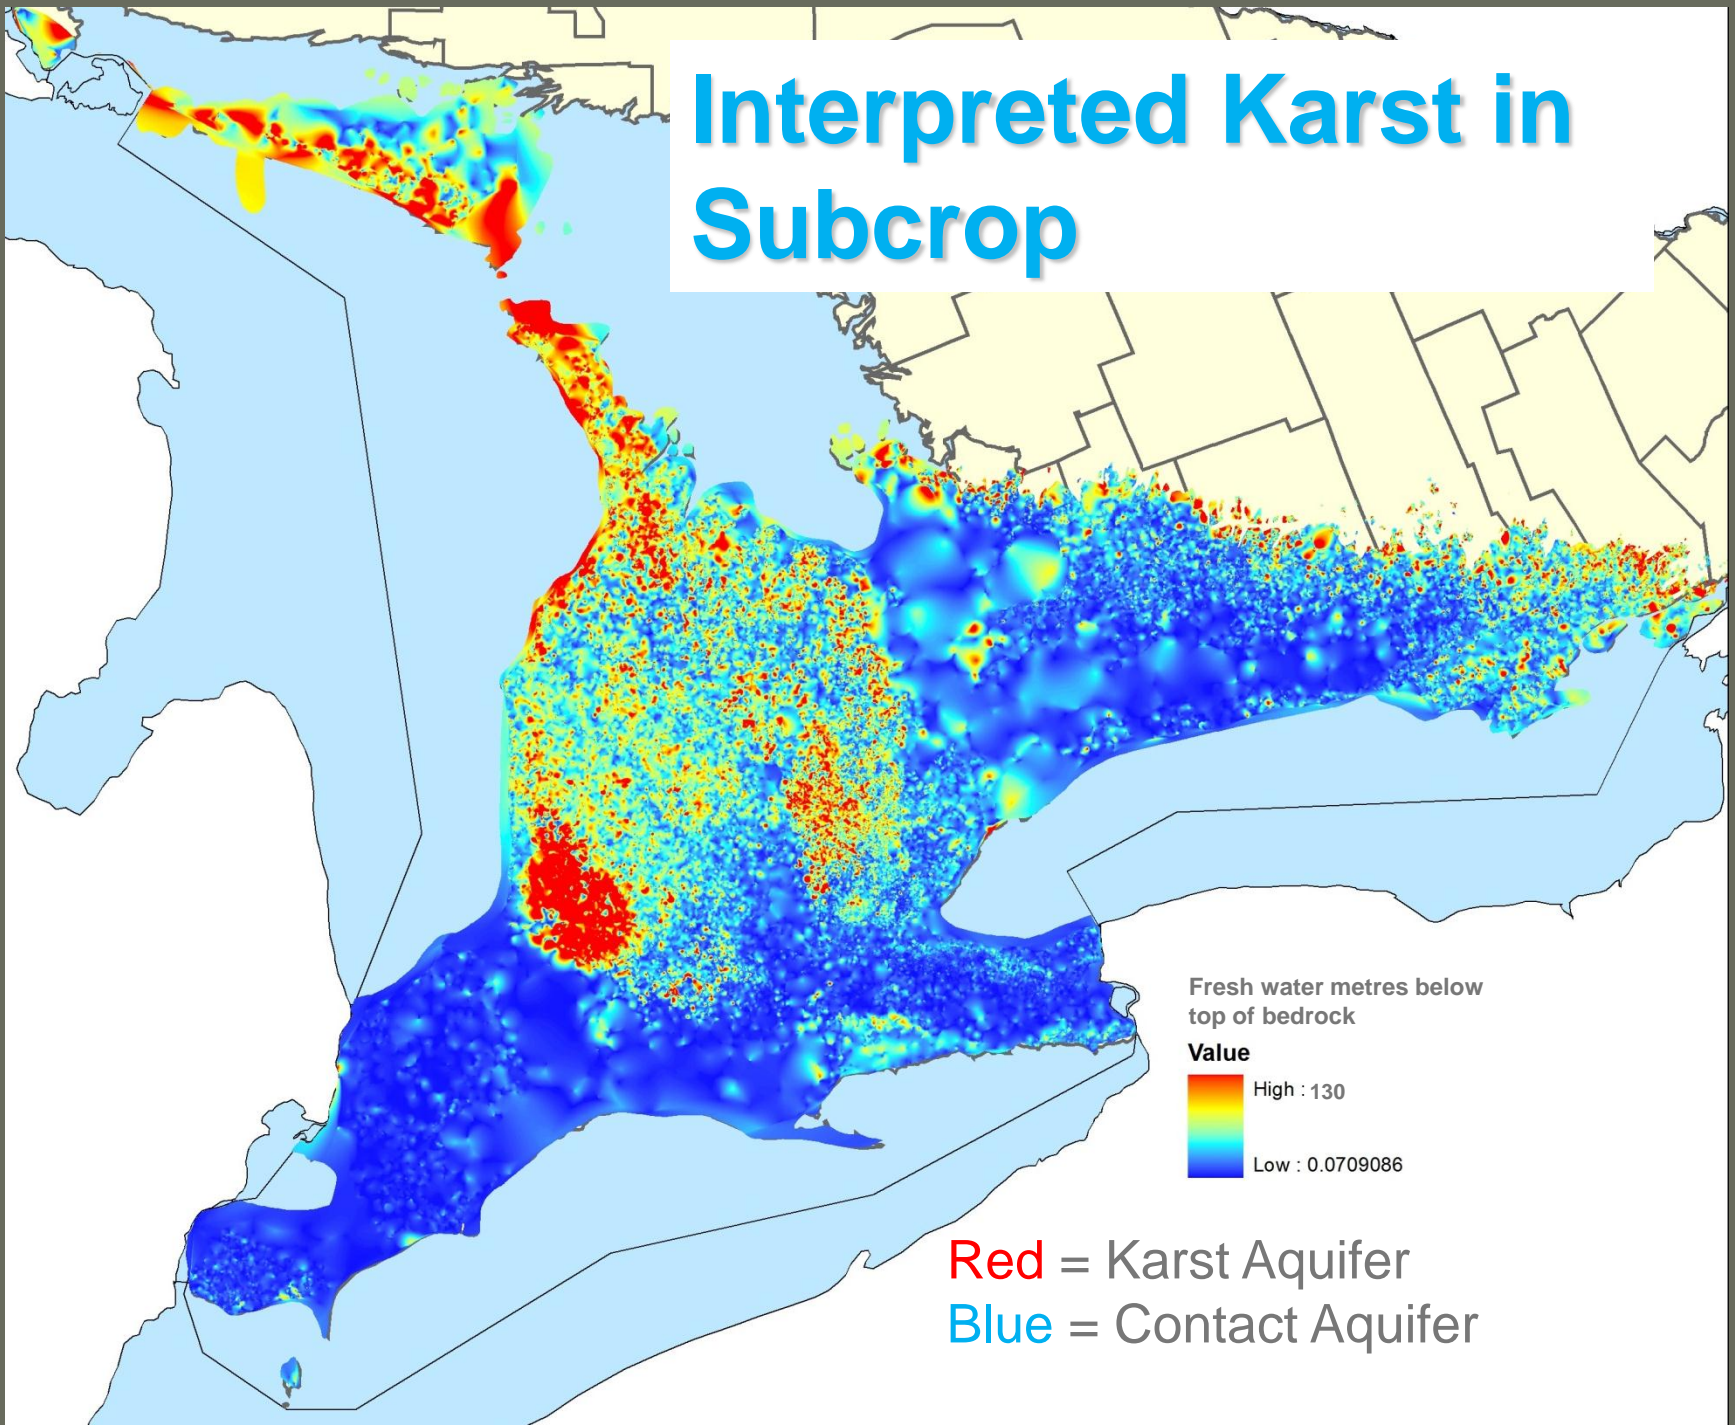 Interpreted Karst in
Subcrop
Fresh water metres below
top of bedrock
Value
High : 130
Low : 0.0709086
Red = Karst Aquifer
Blue = Contact Aquifer